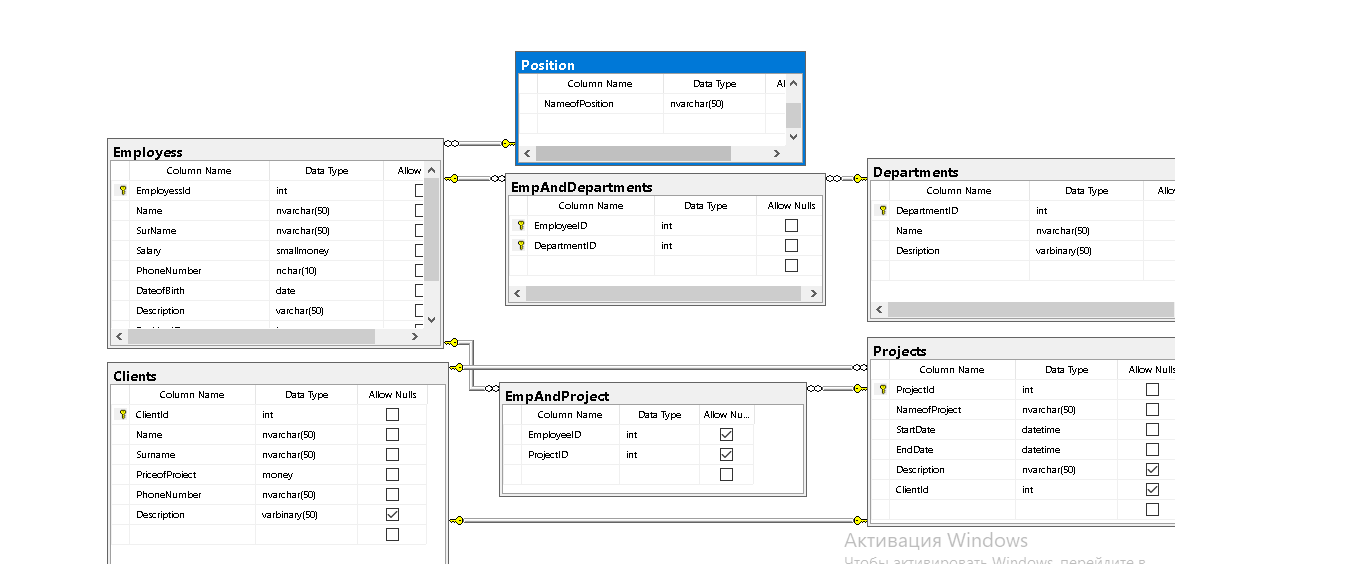 Position
Column Name Data Type Al
NameofPosition nvarchar(50)
Employess
Column Name Data Type Allow
EmployessId int
Name nvarchar(50)
SurName nvarchar(50)
Salary smallmoney
PhoneNumber nchar(10)
DateofBirth date
Description varchar(50)
EmpAndDepartments
Column Name Data Type Allow Nulls
EmployeeID int
DepartmentID int
Departments
Column Name Data Type Allo
DepartmentID int
Name nvarchar(50)
Desription varbinary(50)
Clients
Column Name Data Type Allow Nulls
ClientId int
Name nvarchar(50)
Surname nvarchar(50)
PriceofProiect money
PhoneNumber nvarchar(50)
Description varbinary(50)
EmpAndProject
Column Name Data Type Allow Nu...
EmployeeID int
ProjectID int
Projects
Column Name Data Type Allow Nulls
ProjectId int
NameofProject nvarchar(50)
StartDate datetime
EndDate datetime
Description nvarchar(50)
ClientId int
Активация Windows
Чтобы активировать Windows, перейдите в